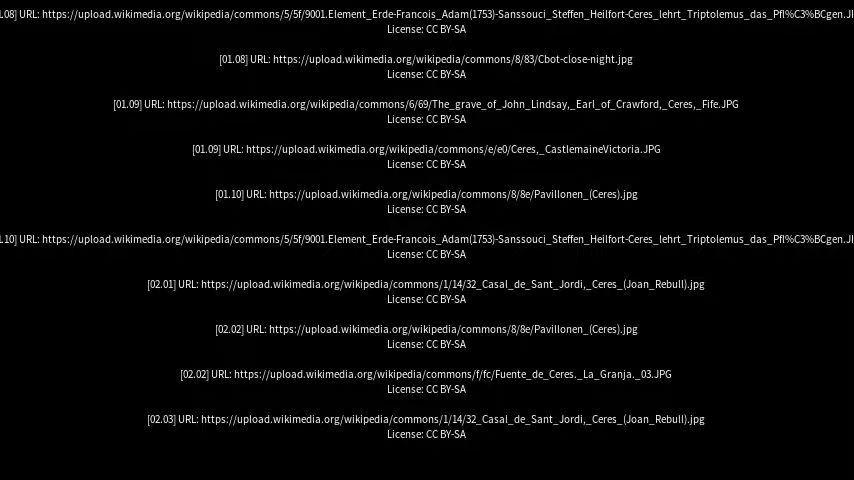 .08] URL: https://upload.wikimedia.org/wikipedia/commons/5/5f/9001.Element_Erde-Francois_Adam(1753)-Sanssouci_Steffen_Heilfort-Ceres_lehrt_Triptolemus_das_Pfl%C3%BCgen.JI
License: CC BY-SA
[01.08] URL: https://upload.wikimedia.org/wikipedia/commons/8/83/Cbot-close-night.jpg
License: CC BY-SA
[01.09] URL: https://upload.wikimedia.org/wikipedia/commons/6/69/The_grave_of_John_Lindsay,_Earl_of_Crawford,_Ceres,_Fife.JPG
License: CC BY-SA
[01.09] URL: https://upload.wikimedia.org/wikipedia/commons/e/e0/Ceres,_CastlemaineVictoria.JPG
License: CC BY-SA
[01.10] URL: https://upload.wikimedia.org/wikipedia/commons/8/8e/Pavillonen_(Ceres).jpg
License: CC BY-SA
.10] URL: https://upload.wikimedia.org/wikipedia/commons/5/5f/9001.Element_Erde-Francois_Adam(1753)-Sanssouci_Steffen_Heilfort-Ceres_lehrt_Triptolemus_das_Pfl%C3%BCgen.JI
License: CC BY-SA
[02.01] URL: https://upload.wikimedia.org/wikipedia/commons/1/14/32_Casal_de_Sant_Jordi,_Ceres_(Joan_Rebull).jpg
License: CC BY-SA
[02.02] URL: https://upload.wikimedia.org/wikipedia/commons/8/8e/Pavillonen_(Ceres).jpg
License: CC BY-SA
[02.02] URL: https://upload.wikimedia.org/wikipedia/commons/f/fc/Fuente_de_Ceres._La_Granja._03.JPG
License: CC BY-SA
[02.03] URL: https://upload.wikimedia.org/wikipedia/commons/1/14/32_Casal_de_Sant_Jordi,_Ceres_(Joan_Rebull).jpg
License: CC BY-SA